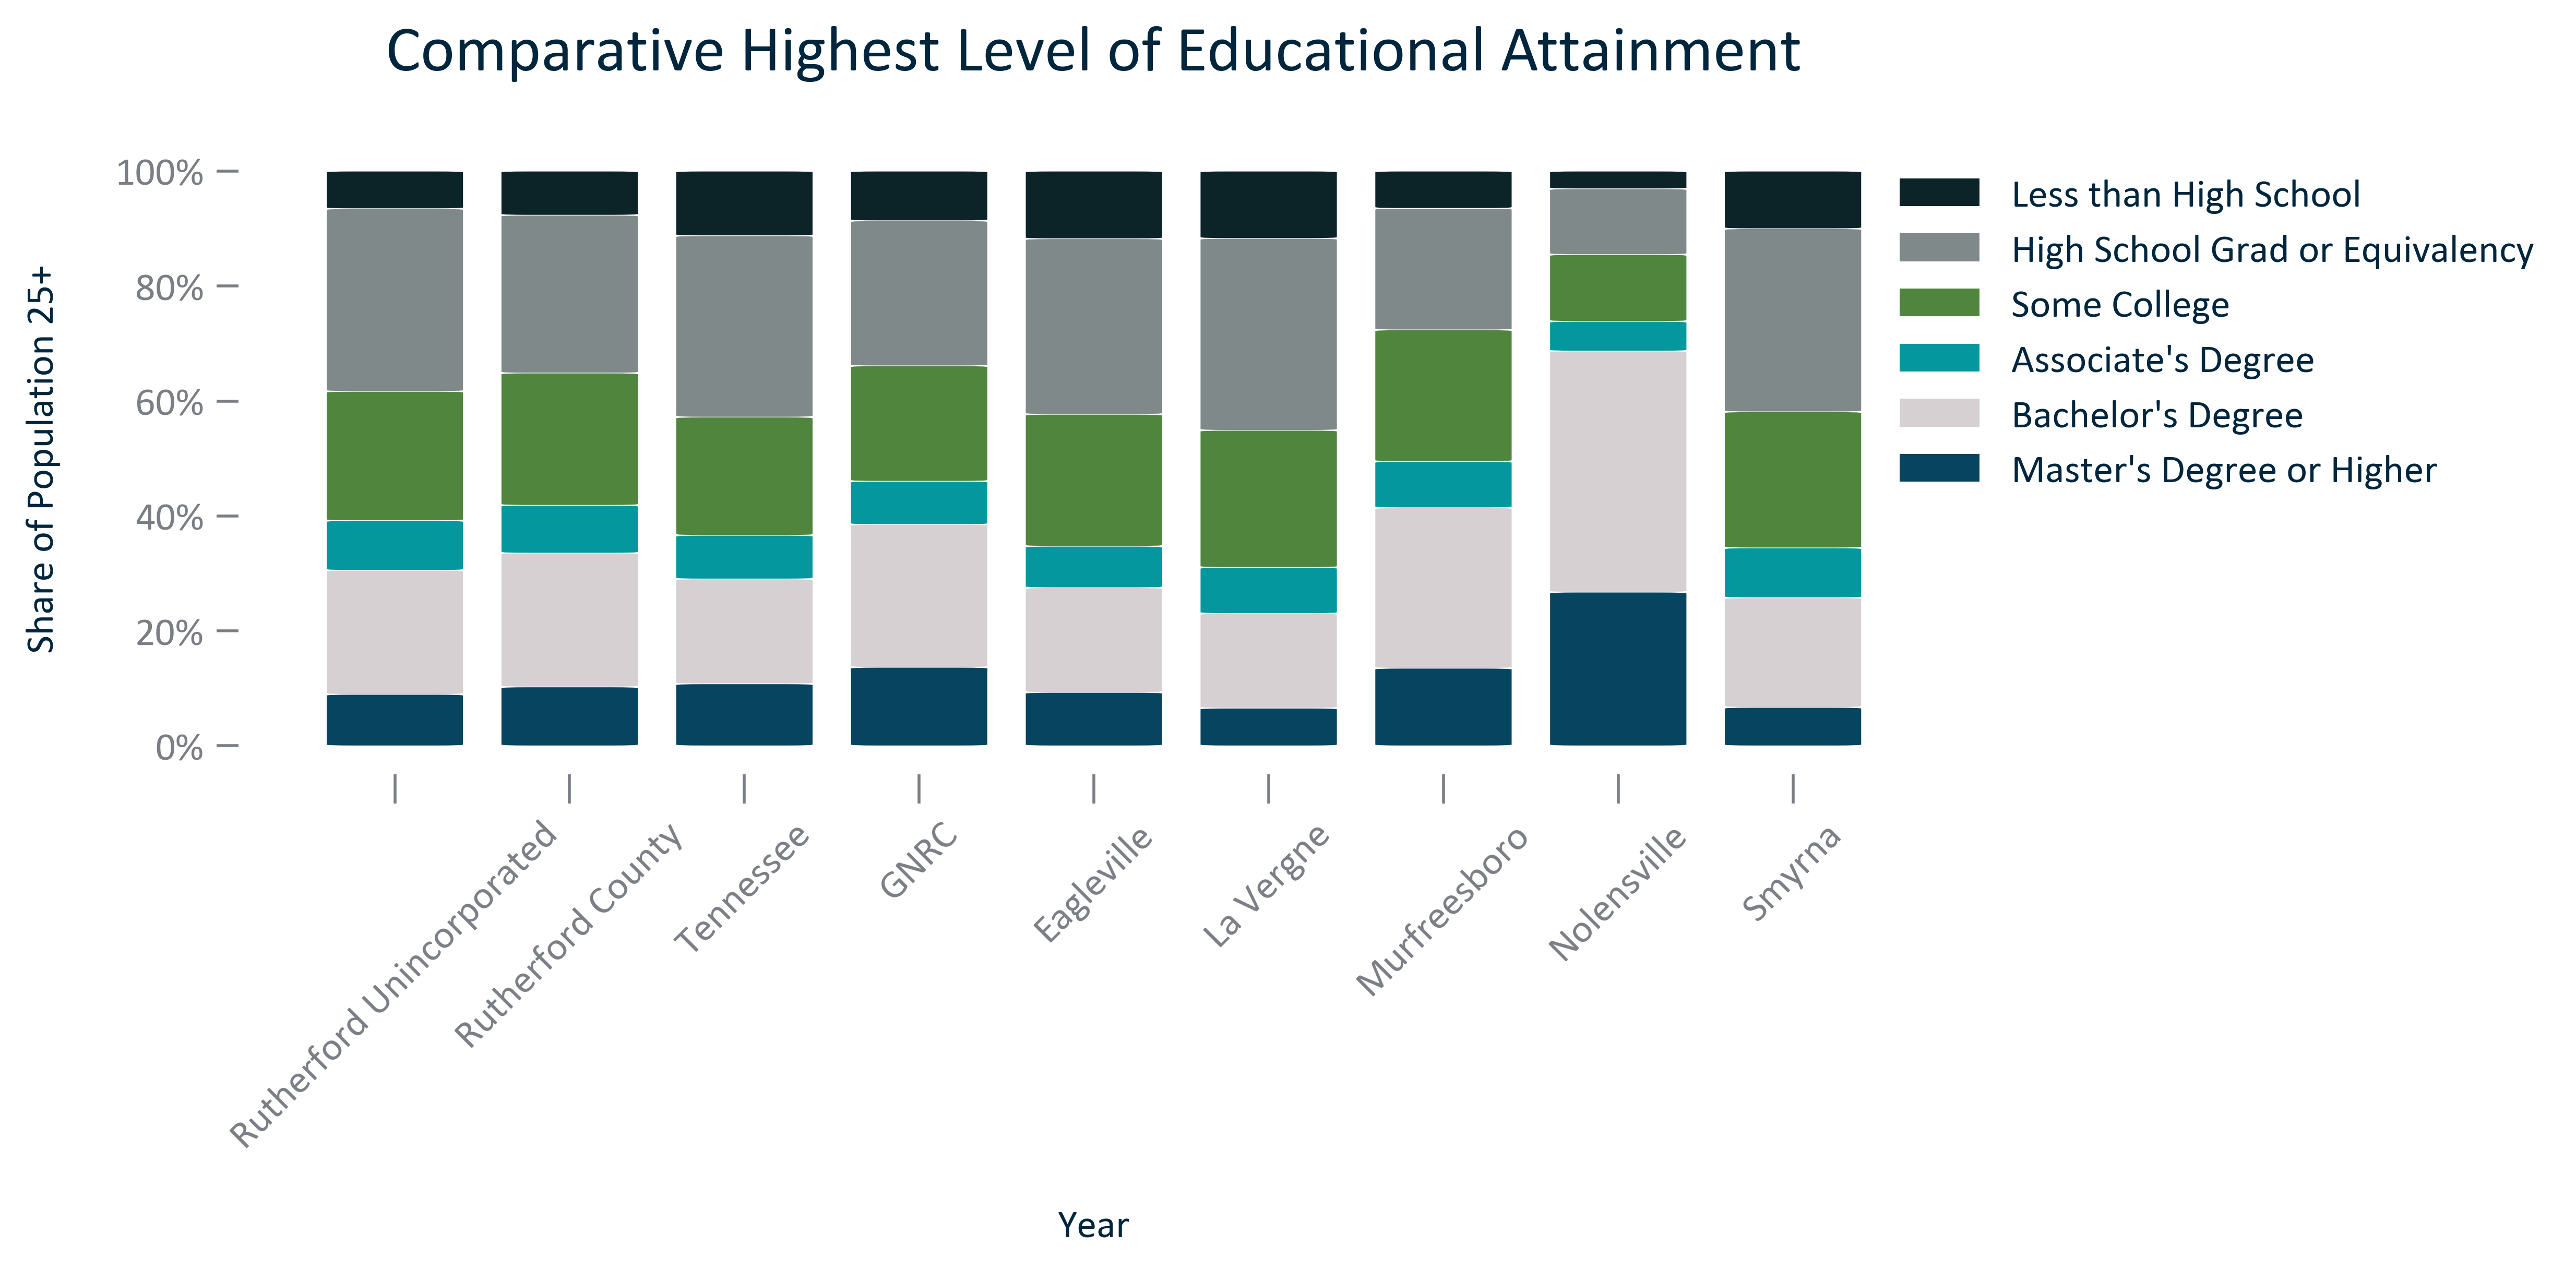 Comparative Highest Level of Educational Attainment
Share of Population 25+
100%
80%
60%
40%
20%
0%
Less than High School
High School Grad or Equivalency
Some College
Associate's Degree
Bachelor's Degree
Master's Degree or Higher
Rutherford Unincorporated
Rutherford County
Tennessee
GNRC
Eagleville
La Vergne
Murfreesboro
Nolensville
Smyrna
Year